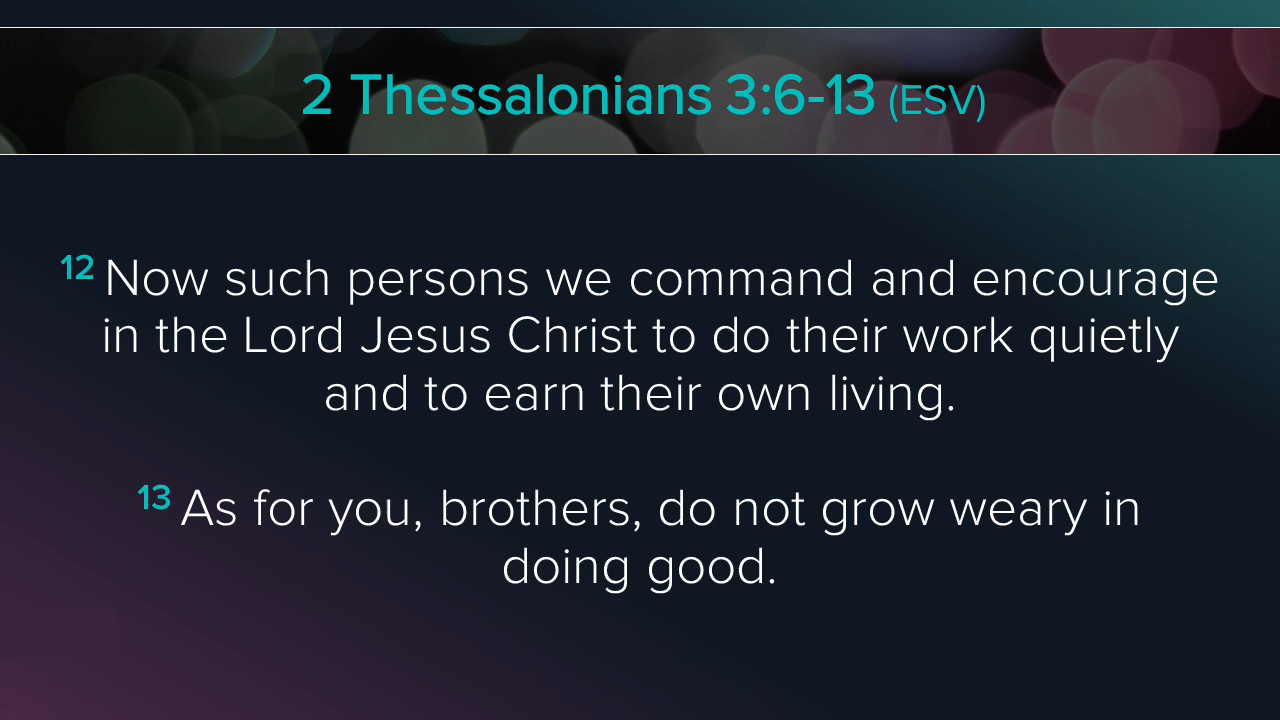 2 Thessalonians 3:6-13 (ESV)
12 Now such persons we command and encourage
in the Lord Jesus Christ to do their work quietly
and to earn their own living.
13 As for you, brothers, do not grow weary in
doing good.